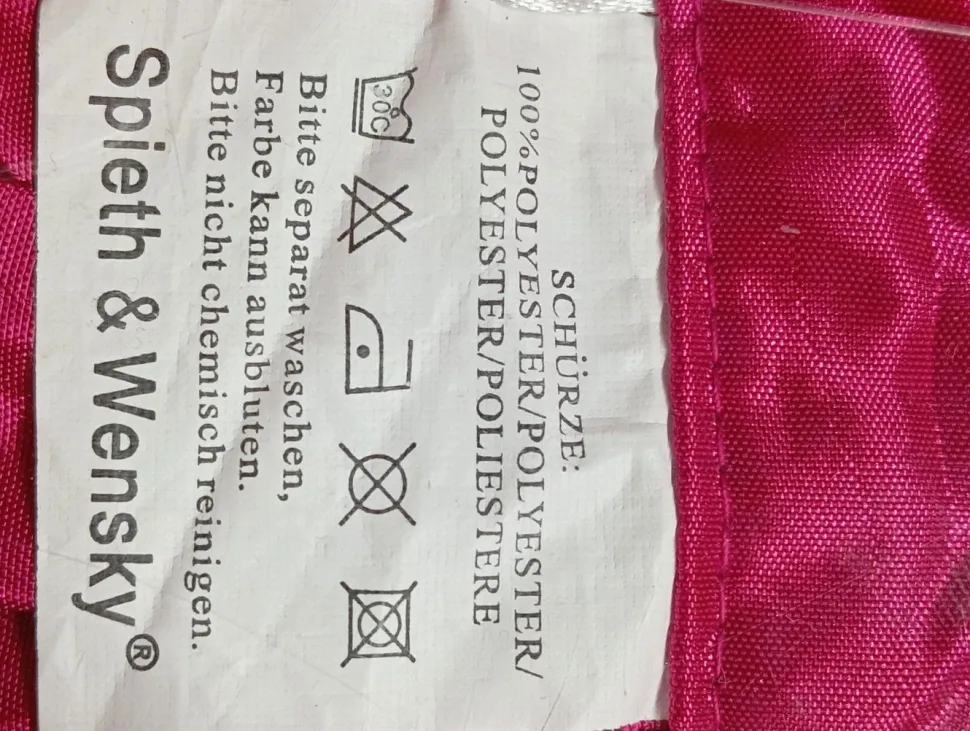 SCHÜRZE:
100%POLYESTER/POLYESTER/
POLYESTER/POLIESTERE
30°C
Bitte separat waschen,
Farbe kann ausbluten.
Bitte nicht chemisch reinigen.
Spieth & Wensky®